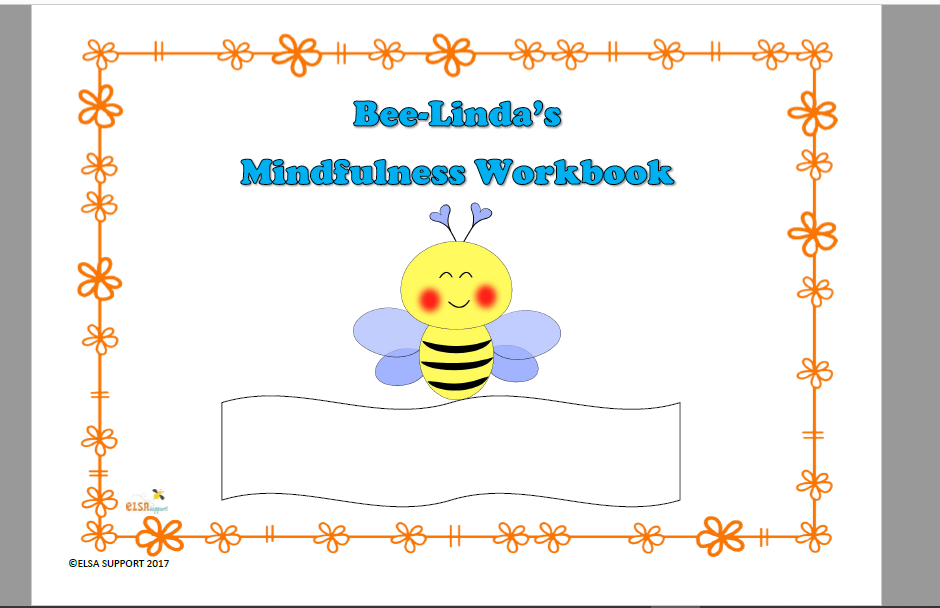 Bee-Linda’s
Mindfulness Workbook
elsa support
©ELSA SUPPORT 2017